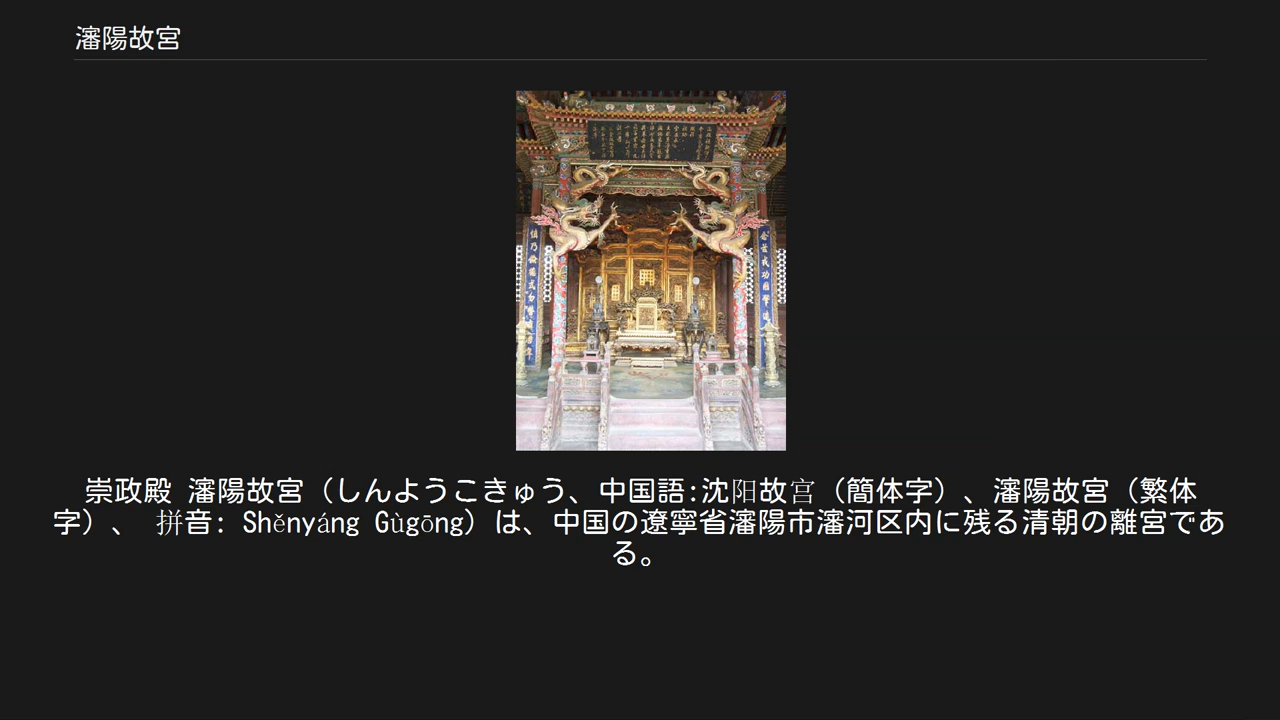 瀋陽故宮
崇政殿 瀋陽故宮（しんようこきゅう、中国語:沈阳故宫（簡体字）、瀋陽故宮（繁体
字）、 拼音: Shěnyáng Gùgōng）は、中国の遼寧省瀋陽市瀋河区内に残る清朝の離宮であ
る。